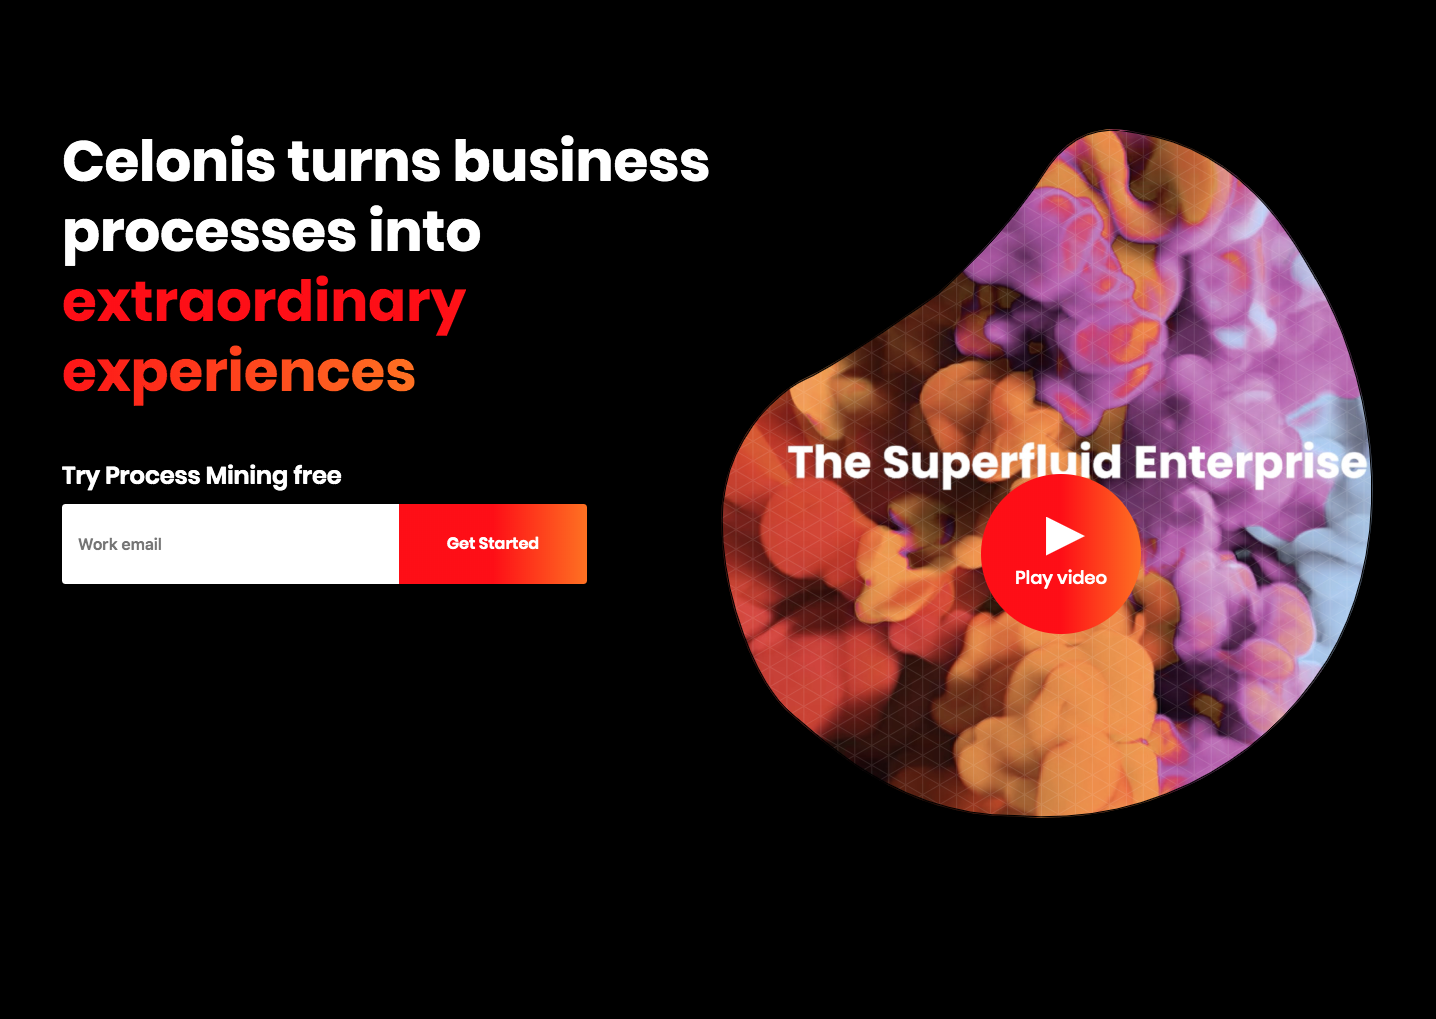 Celonis turns business
processes into
extraordinary
experiences
Try Process Mining free
Work email
Get Started
The Superfluid Enterprise
Play video